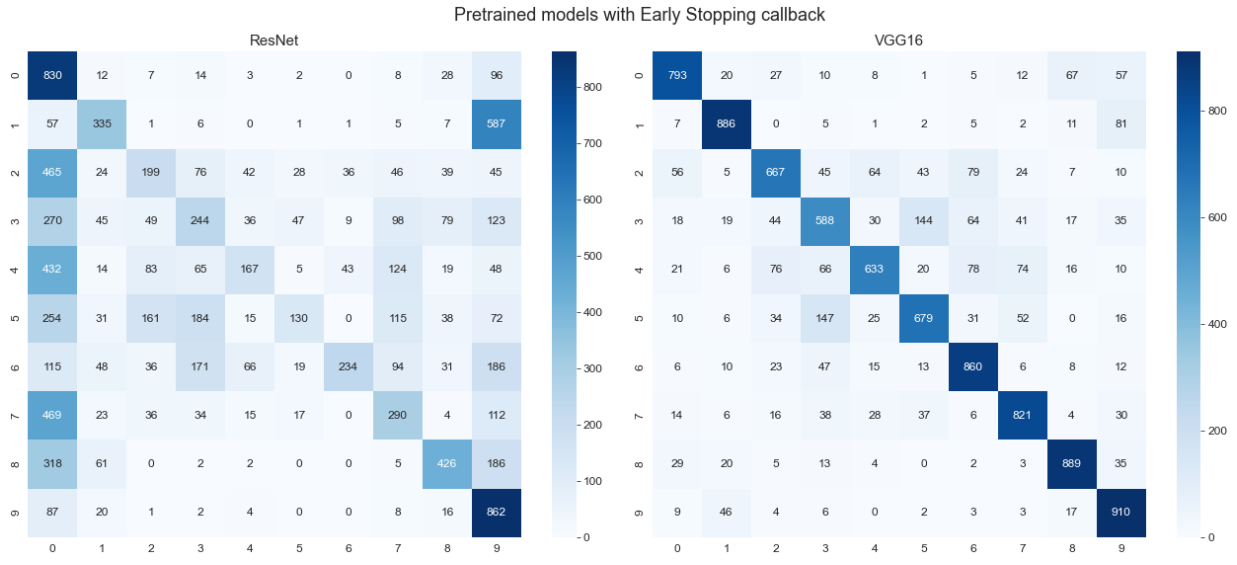 Pretrained models with Early Stopping callback
ResNet
0 830 12 7 14 3 2 0 8 28 96
1 57 335 1 6 0 1 1 5 7 587
2 465 24 199 76 42 28 36 46 39 45
3 270 45 49 244 36 47 9 98 79 123
4 432 14 83 65 167 5 43 124 19 48
5 254 31 161 184 15 130 0 115 38 72
6 115 48 36 171 66 19 234 94 31 186
7 469 23 36 34 15 17 0 290 4 112
8 318 61 0 2 2 0 0 5 426 186
9 87 20 1 2 4 0 0 8 16 862
0 1 2 3 4 5 6 7 8 9
800
700
600
500
400
300
200
100
0
VGG16
0 793 20 27 10 8 1 5 12 67 57
1 7 886 0 5 1 2 5 2 11 81
2 56 5 667 45 64 43 79 24 7 10
3 18 19 44 588 30 144 64 41 17 35
4 21 6 76 66 633 20 78 74 16 10
5 10 6 34 147 25 679 31 52 0 16
6 6 10 23 47 15 13 860 6 8 12
7 14 6 16 38 28 37 6 821 4 30
8 29 20 5 13 4 0 2 3 889 35
9 9 46 4 6 0 2 3 3 17 910
0 1 2 3 4 5 6 7 8 9
800
600
400
200
0